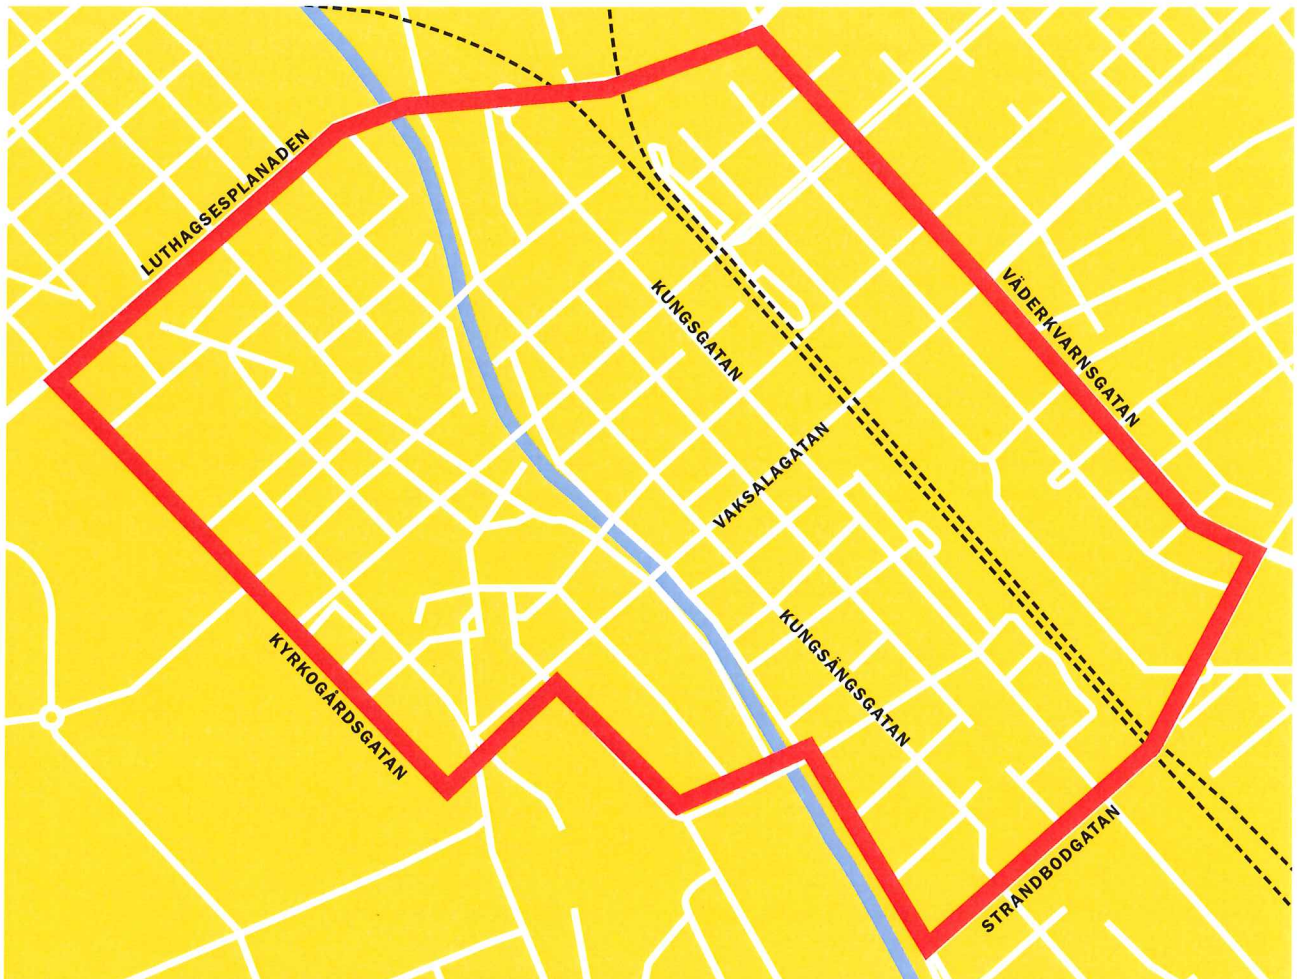 LUTHAGSESPLANADEN
KUNGSGATAN
VÄDERKVARNSGATAN
VAKSALAGATAN
KYRKOGÅRDSGATAN
KUNGSÄNGSGATAN
STRANDBODGATAN